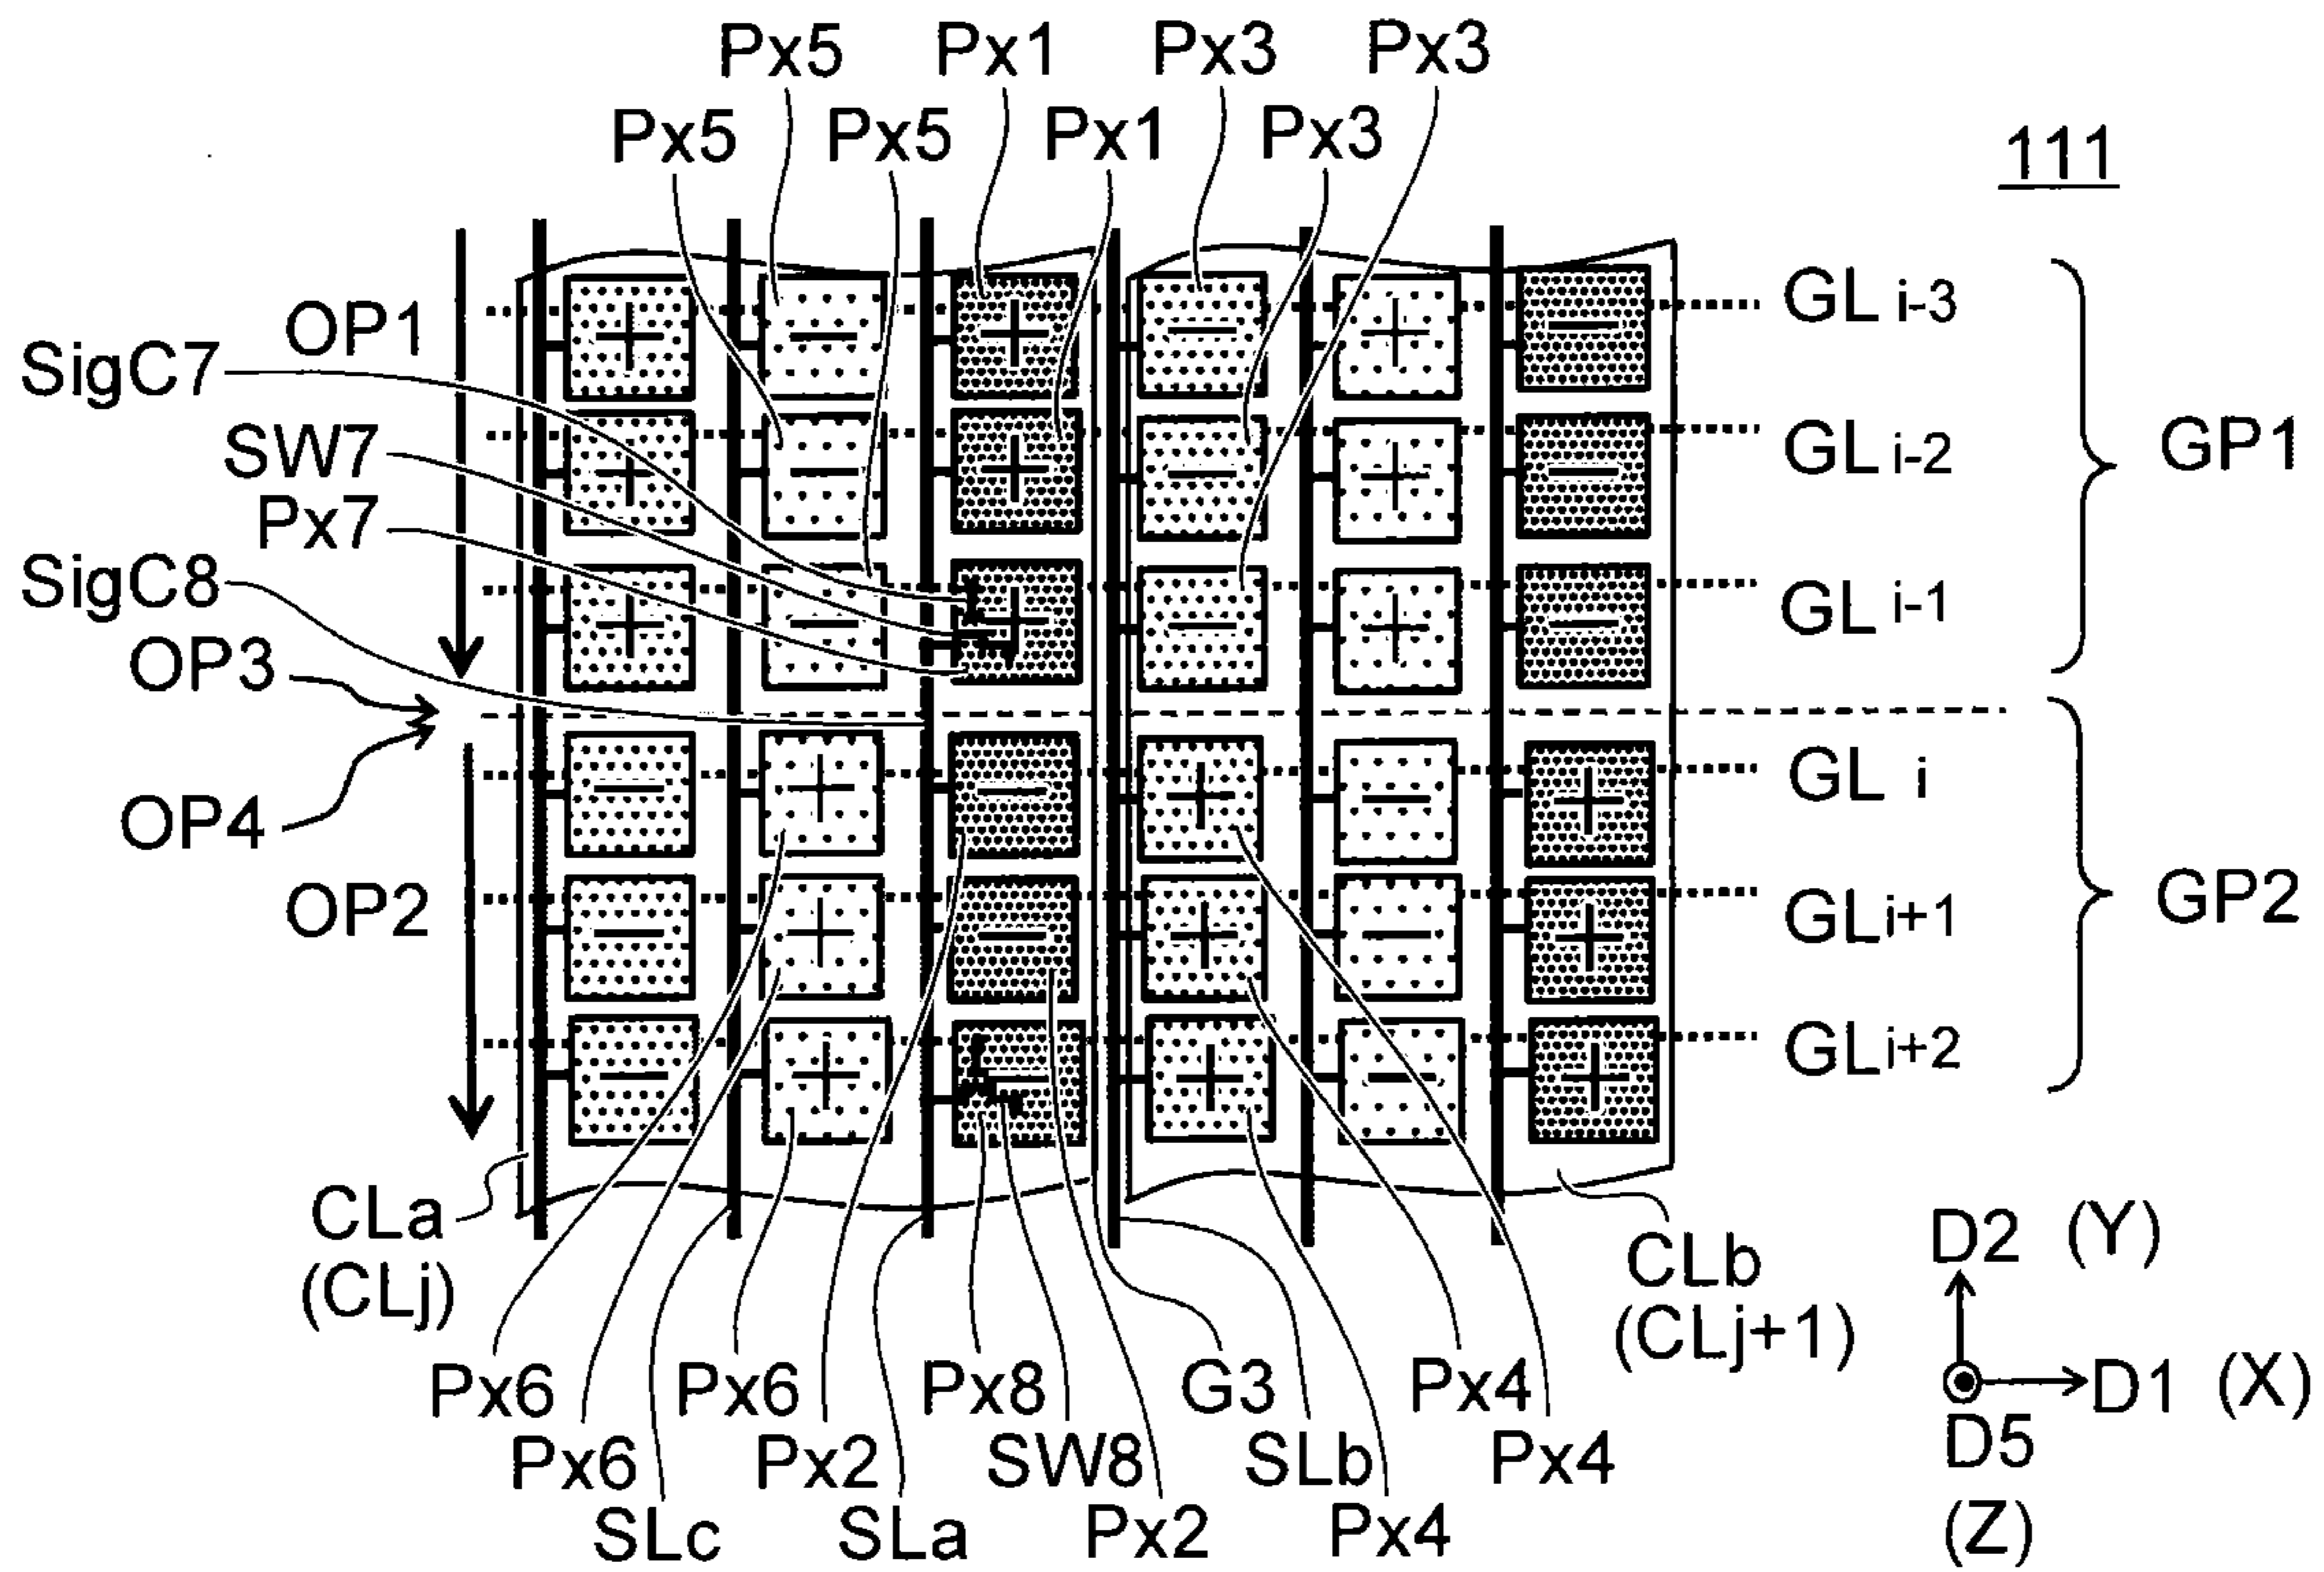 Px5 Px1 Px3 Px3
Px5 Px5 Px1 Px3
111
OP1
GL i-3
SigC7
SW7
GL i-2
GP1
Px7
SigC8
GL i-1
OP3
OP4
GL i
OP2
GLi+1
GP2
GLi+2
CLa
(CLj)
CLb
(CLj+1)
D2 (Y)
D1 (X)
D5
(Z)
Px6 Px6 Px8 G3 Px4
Px6 Px2 SW8 SLb Px4
SLc SLa Px2 Px4